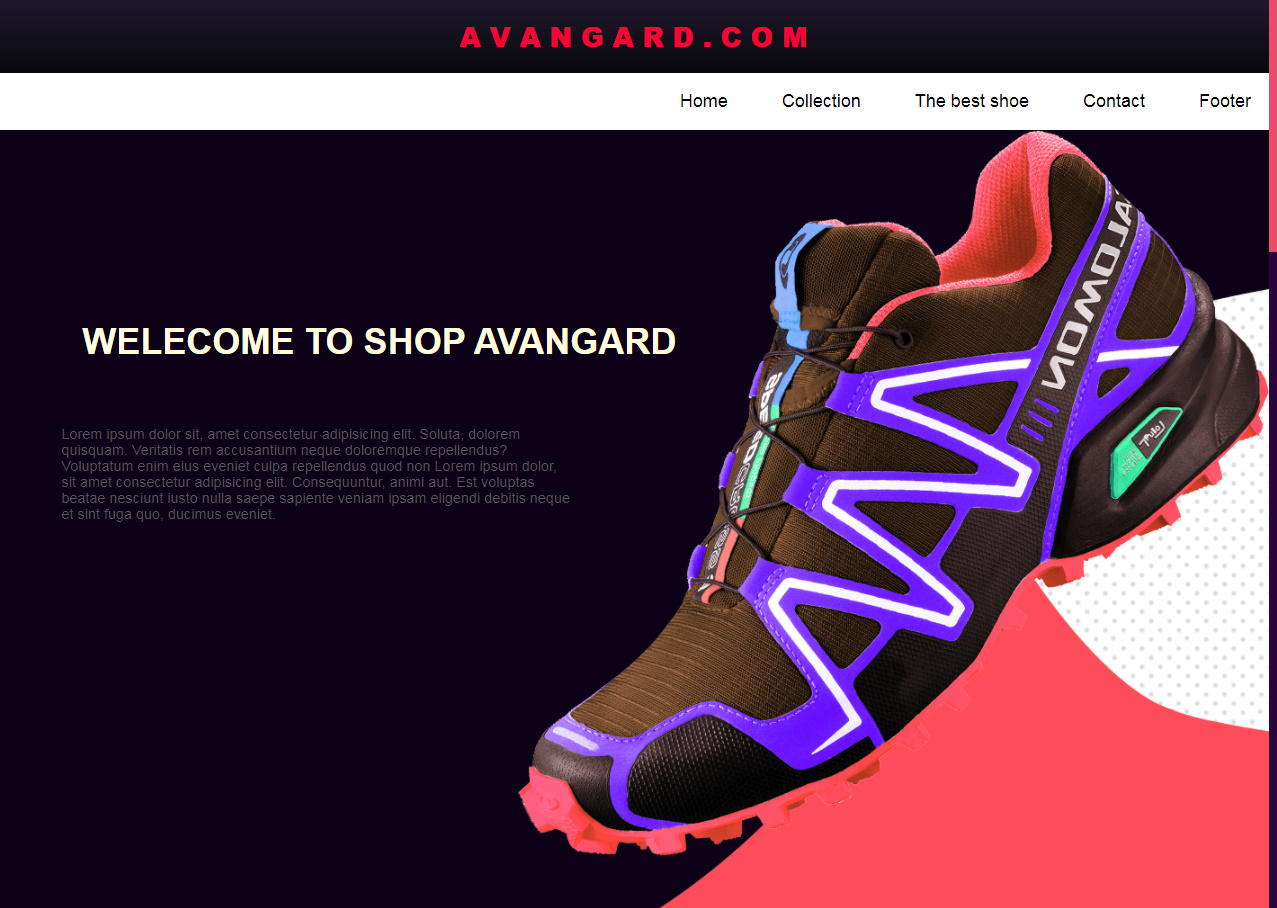 AVANGARD.COM
Home Collection The best shoe Contact Footer
WELECOME TO SHOP AVANGARD
Lorem ipsum dolor sit, amet consectetur adipisicing elit. Soluta, dolorem
quisquam. Veritatis rem accusantium neque doloremque repellendus?
Voluptatum enim eius eveniet culpa repellendus quod non Lorem ipsum dolor,
sit amet consectetur adipisicing elit. Consequuntur, animi aut. Est voluptas
beatae nesciunt iusto nulla saepe sapiente veniam ipsam eligendi debitis neque
et sint fuga quo, ducimus eveniet.
SALOMON